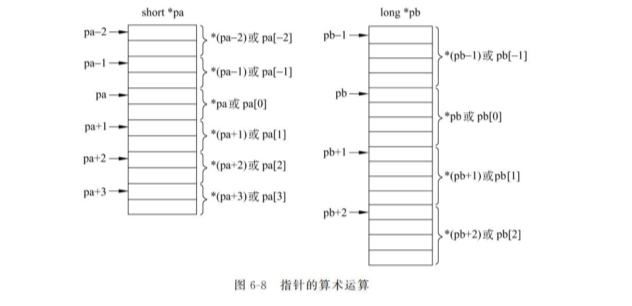 short *pa
pa−2
*(pa−2)或 pa[−2]
pa−1
*(pa−1)或 pa[−1]
pa
*pa 或 pa[0]
pa+1
*(pa+1)或 pa[1]
pa+2
*(pa+2)或 pa[2]
pa+3
*(pa+3)或 pa[3]
long *pb
pb−1
*(pb−1)或 pb[−1]
pb
*pb 或 pb[0]
pb+1
*(pb+1)或pb[1]
pb+2
*(pb+2)或 pb[2]
图 6-8 指针的算术运算